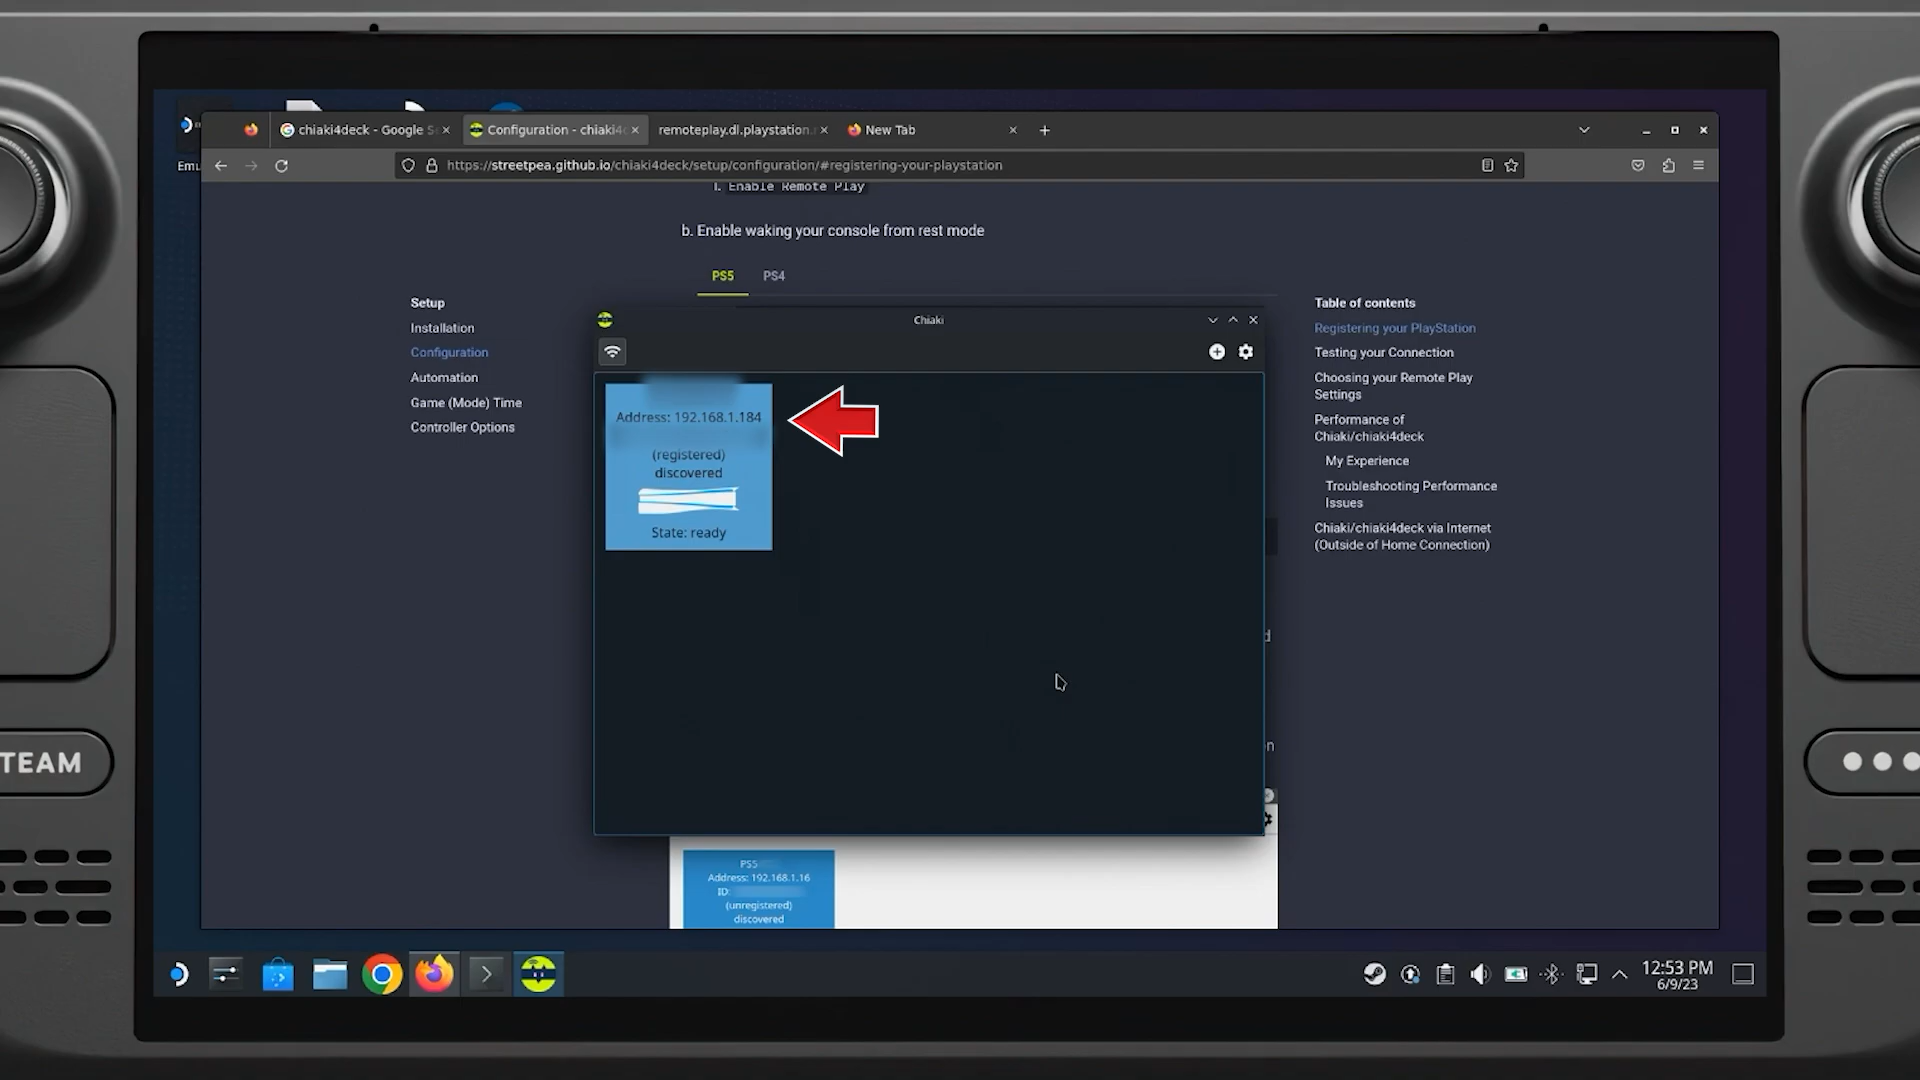 chiaki4deck - Google S
Configuration - chiaki4
remoteplay.dl.playstation.
New Tab
Emu
https://streetpea.github.io/chiaki4deck/setup/configuration/#registering-your-playstation
1. Enable Remote Play
b. Enable waking your console from rest mode
PS5
PS4
Setup
Installation
Configuration
Automation
Game (Mode) Time
Controller Options
Chiaki
Address: 192.168.1.184
(registered)
discovered
State: ready
Table of contents
Registering your PlayStation
Testing your Connection
Choosing your Remote Play
Settings
Performance of
Chiaki/chiaki4deck
My Experience
Troubleshooting Performance
Issues
Chiaki/chiaki4deck via Internet
(Outside of Home Connection)
d
on
PS5
Address: 192.168.1.16
ID:
(unregistered)
discovered
TEAM
12:53 PM
6/9/23